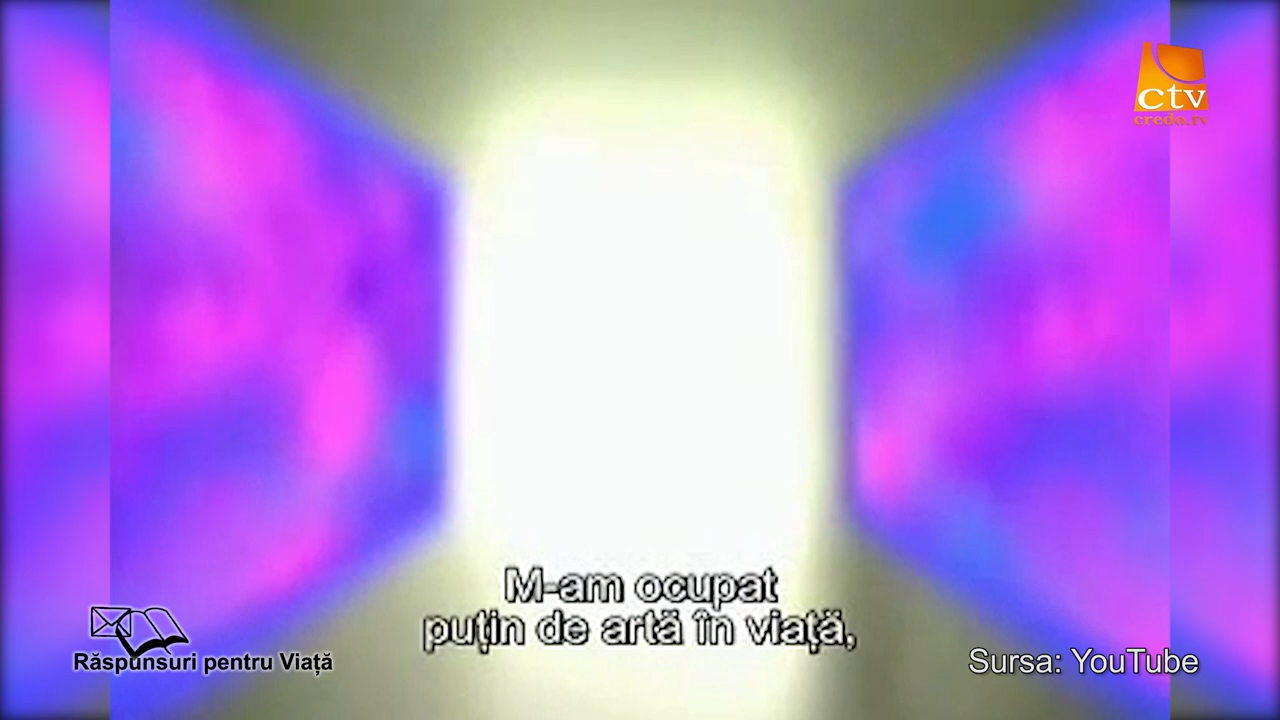 ctv
credo.tv
M-am ocupat
puțin de artă în viață,
Răspunsuri pentru Viață
Sursa: YouTube